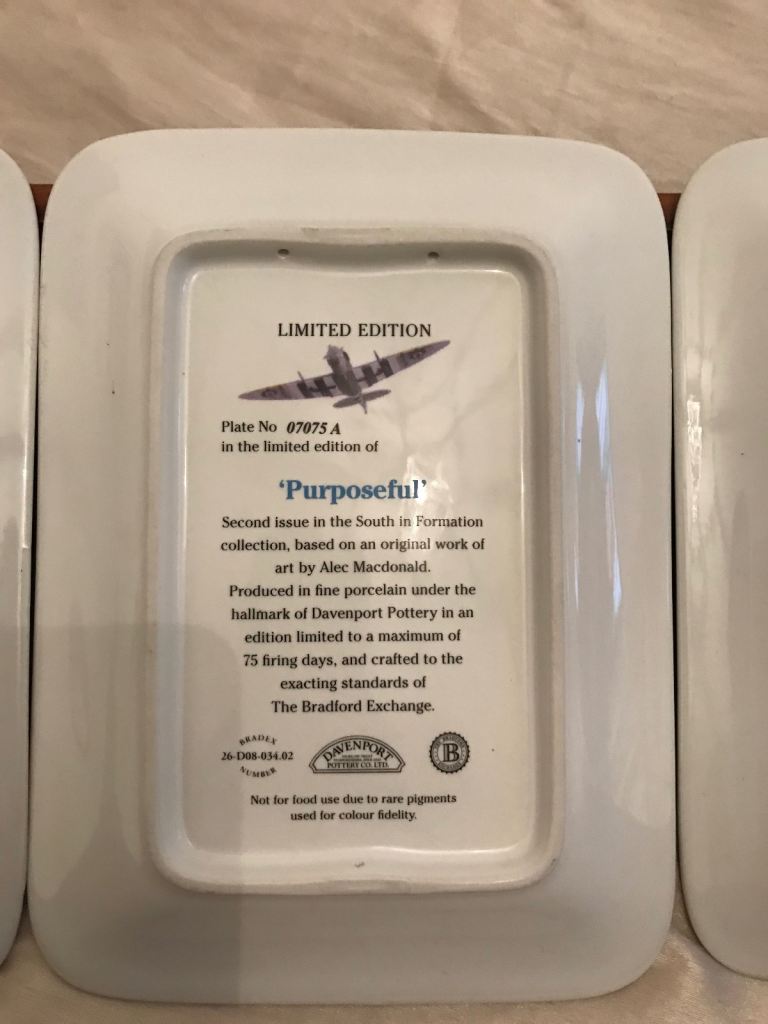 LIMITED EDITION
Plate No 07075 A
in the limited edition of
‘Purposeful’
Second issue in the South in Formation
collection, based on an original work of
art by Alec Macdonald.
Produced in fine porcelain under the
hallmark of Davenport Pottery in an
edition limited to a maximum of
75 firing days, and crafted to the
exacting standards of
The Bradford Exchange.
BRADEX
26-D08-034.02
NUMBER
DAVENPORT
POTTERY CO. LTD.
B
Not for food use due to rare pigments
used for colour fidelity.